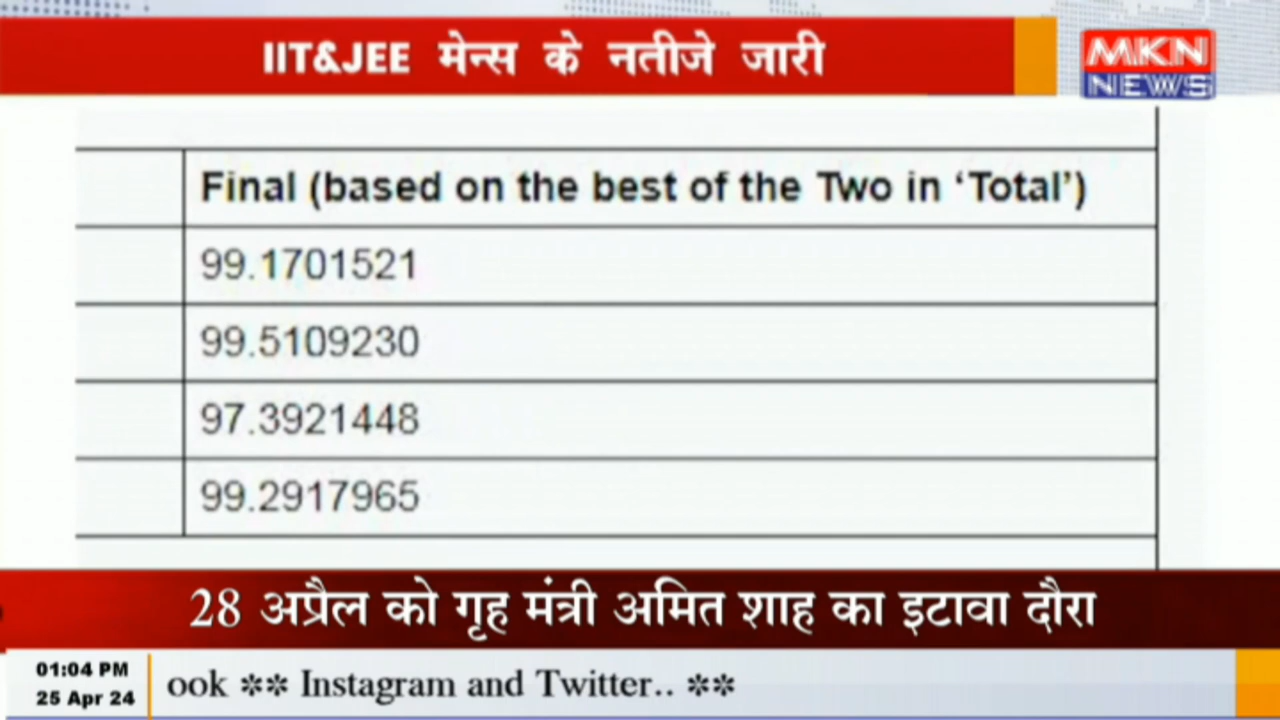 IIT&JEE मेन्स के नतीजे जारी
MKN
NEWS
Final (based on the best of the Two in ‘Total’)
99.1701521
99.5109230
97.3921448
99.2917965
28 अप्रैल को गृह मंत्री अमित शाह का इटावा दौरा
01:04 PM
25 Apr 24
ook ** Instagram and Twitter.. **